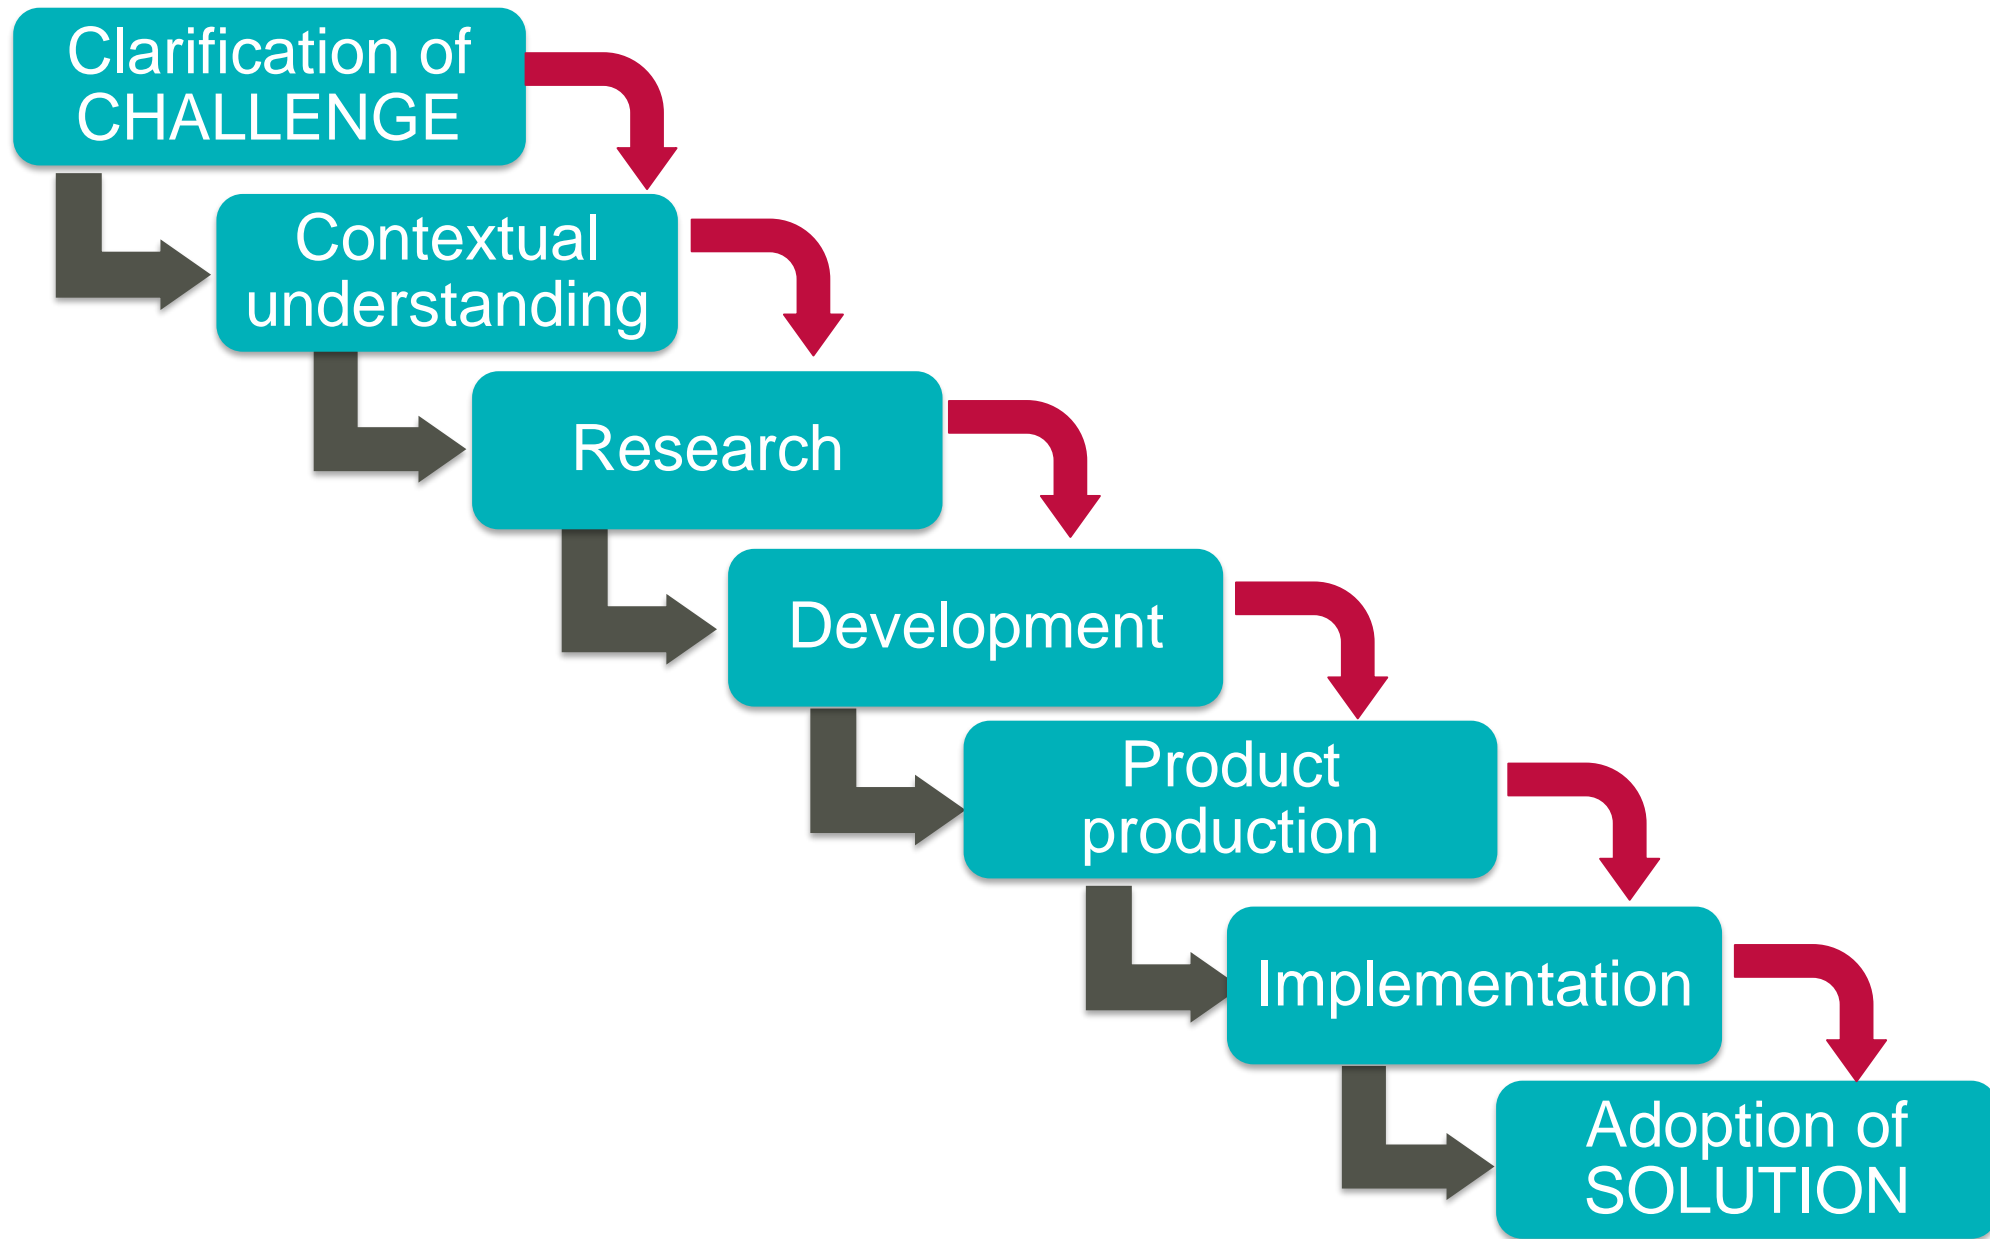 Clarification of
CHALLENGE
Contextual
understanding
Research
Development
Product
production
Implementation
Adoption of
SOLUTION